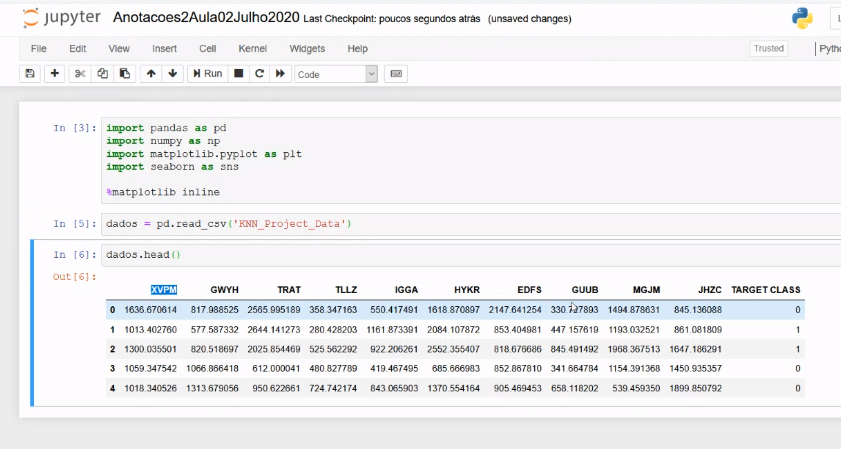 jupyter Anotacoes2Aula02Julho2020 Last Checkpoint: poucos segundos atrás (unsaved changes)
File Edit View Insert Cell Kernel Widgets Help Trusted
Run Code
In [3]: import pandas as pd
import numpy as np
import matplotlib.pyplot as plt
import seaborn as sns
%matplotlib inline
In [5]: dados = pd.read_csv('KNN_Project_Data')
In [6]: dados.head()
Out[6]:
XVPM GWYH TRAT TLLZ IGGA HYKR EDFS GUUB MGJM JHZC TARGET CLASS
0 1636.670614 817.988525 2565.995189 358.347163 550.417491 1618.870897 2147.641254 1494.878631 845.136088 0
1 1013.402760 577.587332 2644.141273 280.428203 1161.873391 2084.107872 853.404981 447.157619 1193.032521 861.081809 1
2 1300.035501 820.518697 2025.854469 525.562292 922.206261 2552.355407 818.676686 845.491492 1968.367513 1647.186291 1
3 1059.347542 1066.866418 612.000041 480.827789 419.467495 685.666983 852.867810 341.664784 1154.391368 1450.935357 0
4 1018.340526 1313.679056 950.622661 724.742174 843.065903 1370.554164 905.469453 658.118202 539.459350 1899.850792 0